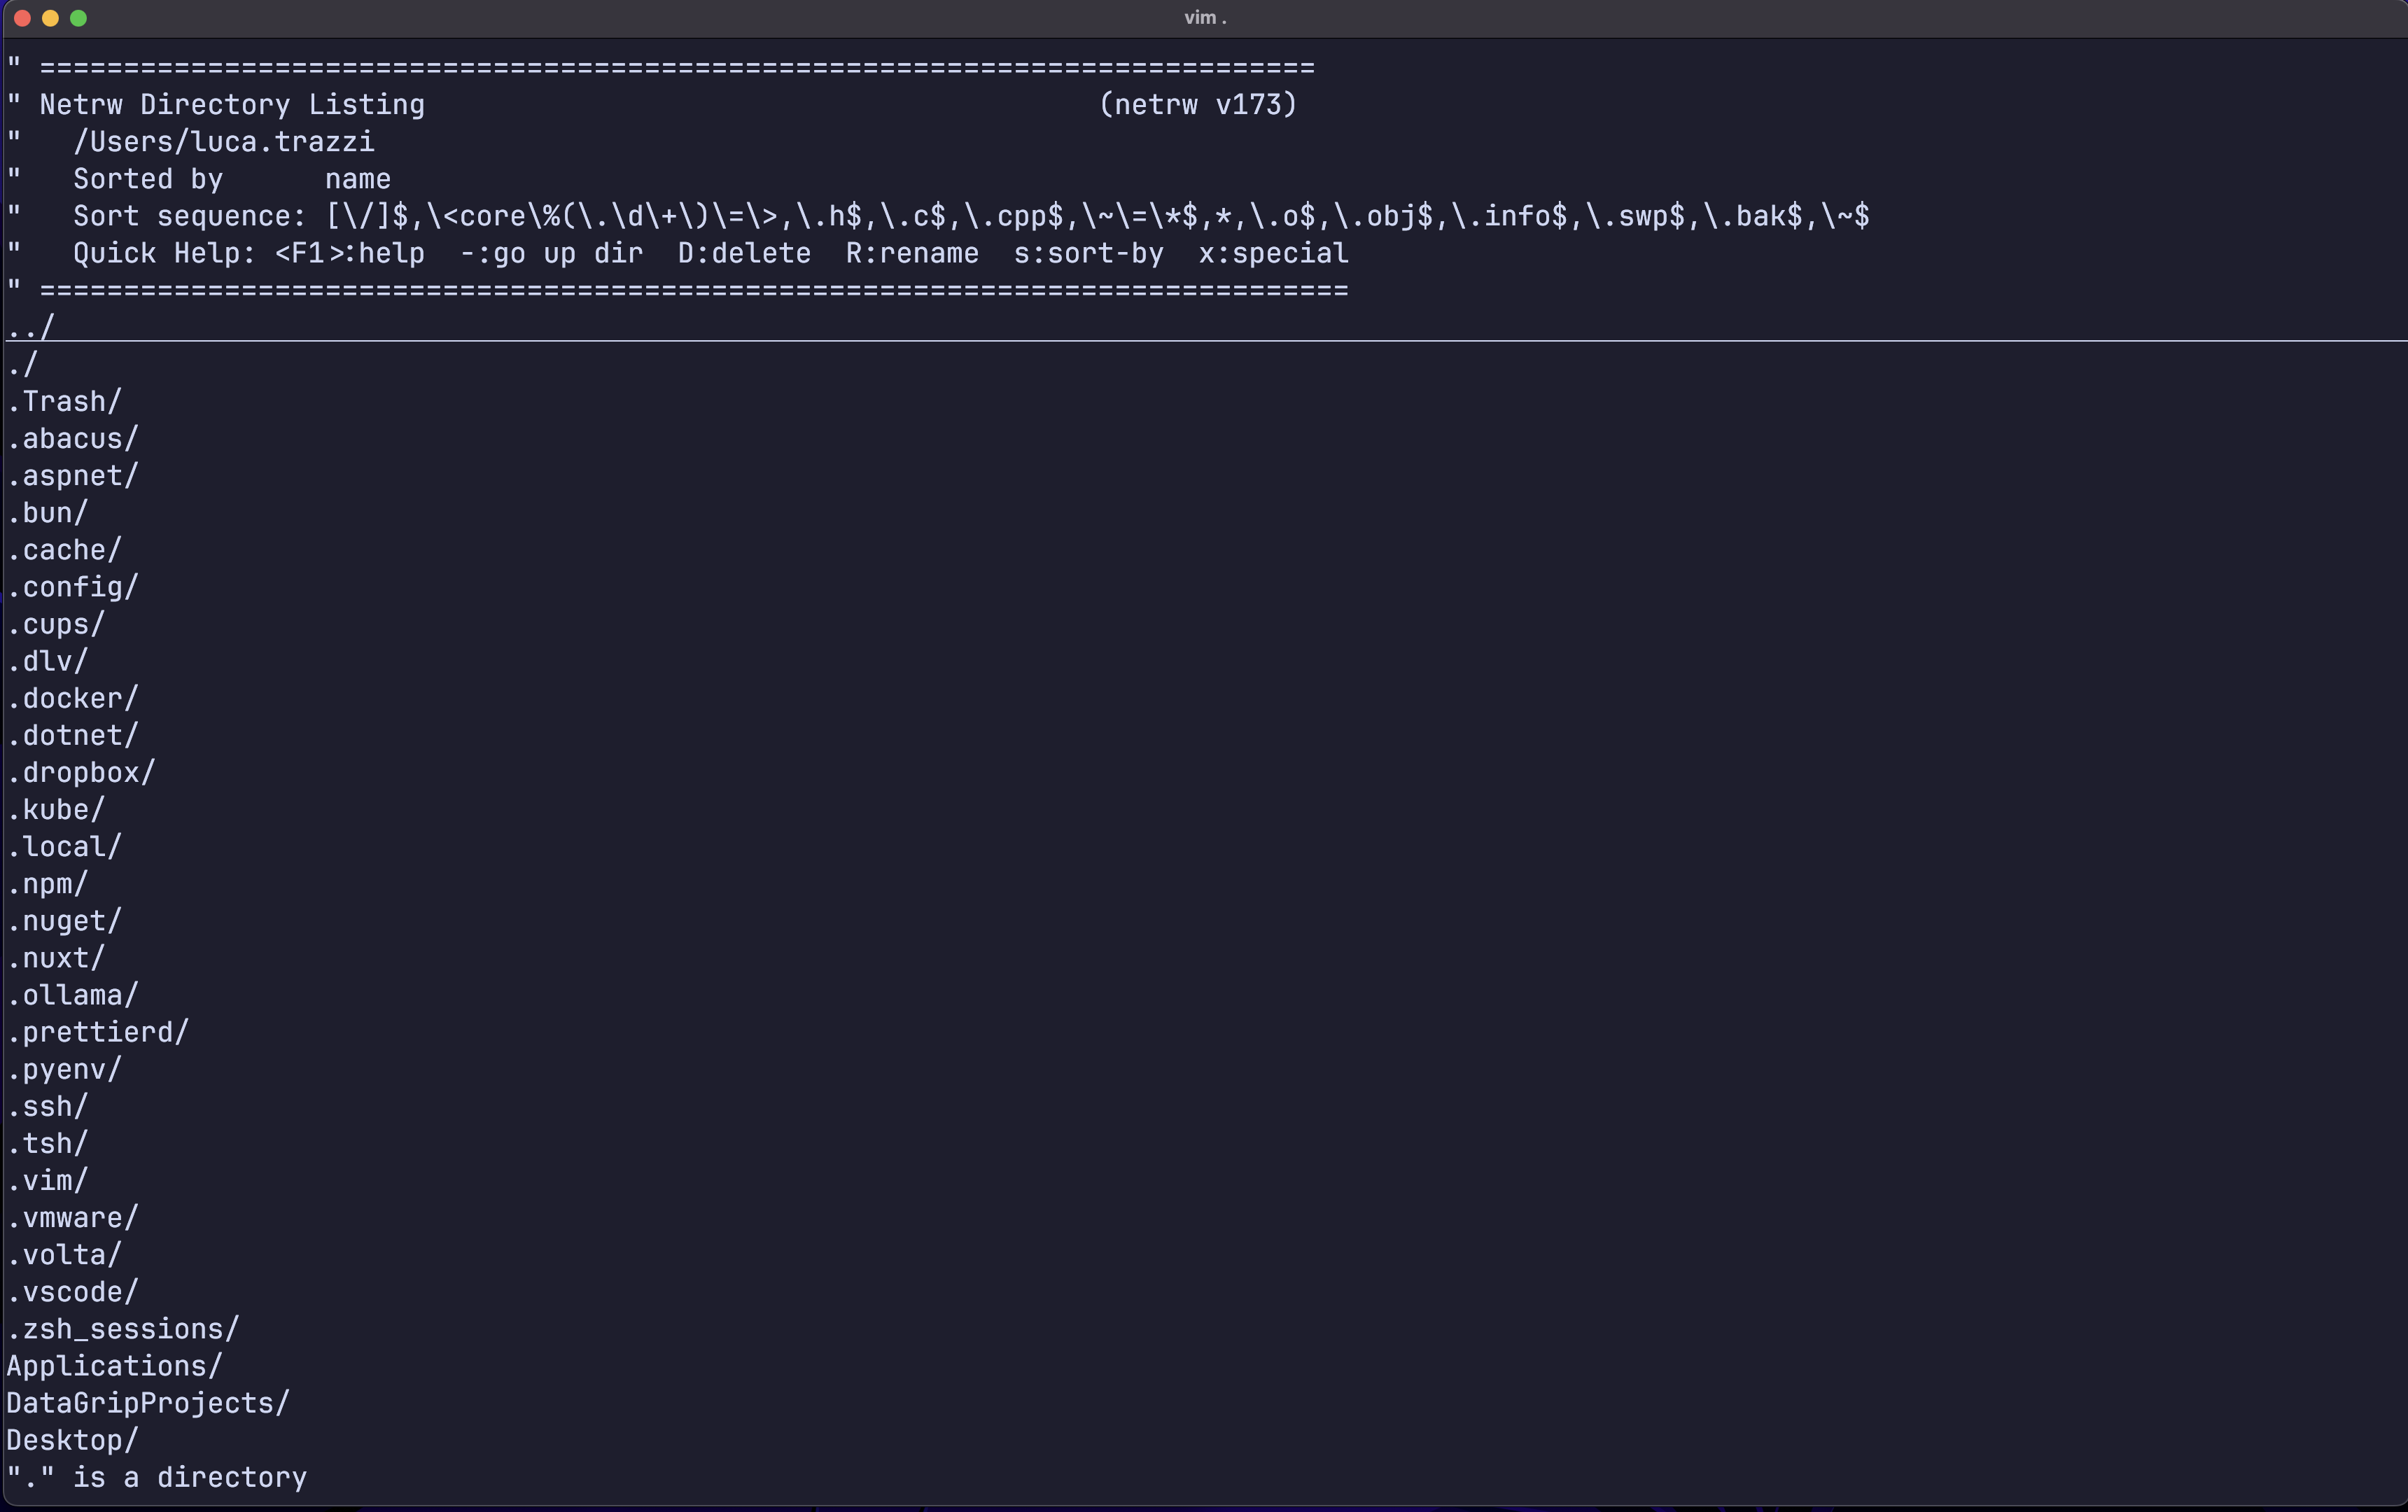 vim .
" ============================================================================
" Netrw Directory Listing                                        (netrw v173)
"   /Users/luca.trazzi
"   Sorted by      name
"   Sort sequence: [\/]$,\<core\%(\.\d\+\)\=\>,\.h$,\.c$,\.cpp$,\~\=\*$,*,\.o$,\.obj$,\.info$,\.swp$,\.bak$,\~$
"   Quick Help: <F1>:help  -:go up dir  D:delete  R:rename  s:sort-by  x:special
" ==============================================================================
../
./
.Trash/
.abacus/
.aspnet/
.bun/
.cache/
.config/
.cups/
.dlv/
.docker/
.dotnet/
.dropbox/
.kube/
.local/
.npm/
.nuget/
.nuxt/
.ollama/
.prettierd/
.pyenv/
.ssh/
.tsh/
.vim/
.vmware/
.volta/
.vscode/
.zsh_sessions/
Applications/
DataGripProjects/
Desktop/
"." is a directory